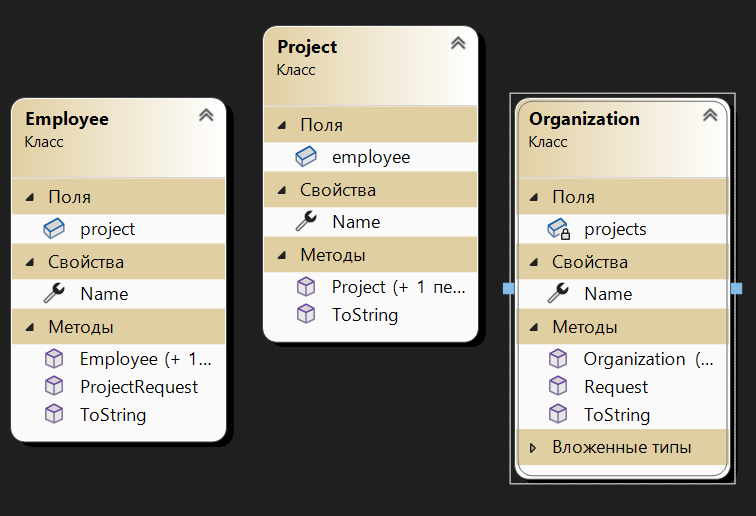 Employee
Класс
Поля
project
Свойства
Name
Методы
Employee (+ 1...
ProjectRequest
ToString
Project
Класс
Поля
employee
Свойства
Name
Методы
Project (+ 1 пе...
ToString
Organization
Класс
Поля
projects
Свойства
Name
Методы
Organization (...
Request
ToString
Вложенные типы